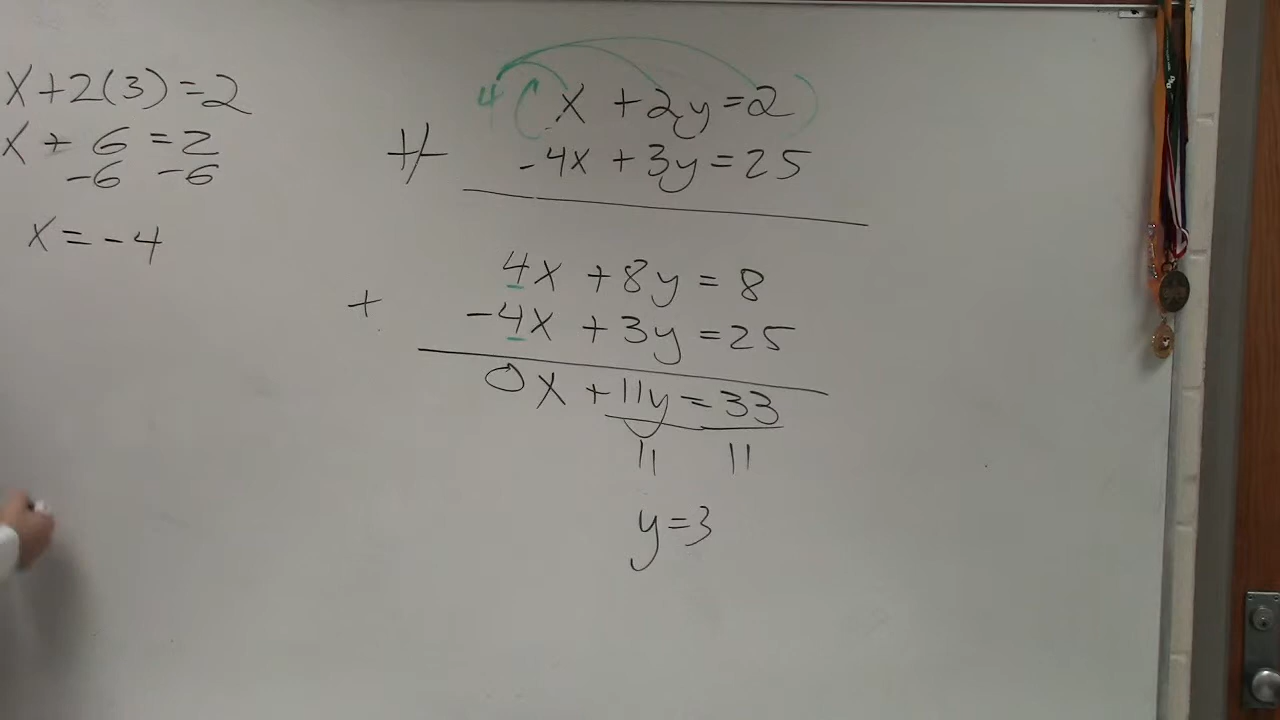 x + 2(3) = 2
x + 6 = 2
-6 -6
x = -4
4 (x + 2y = 2)
+/- -4x + 3y = 25
4x + 8y = 8
+ -4x + 3y = 25
0x + 11y = 33
11 11
y = 3